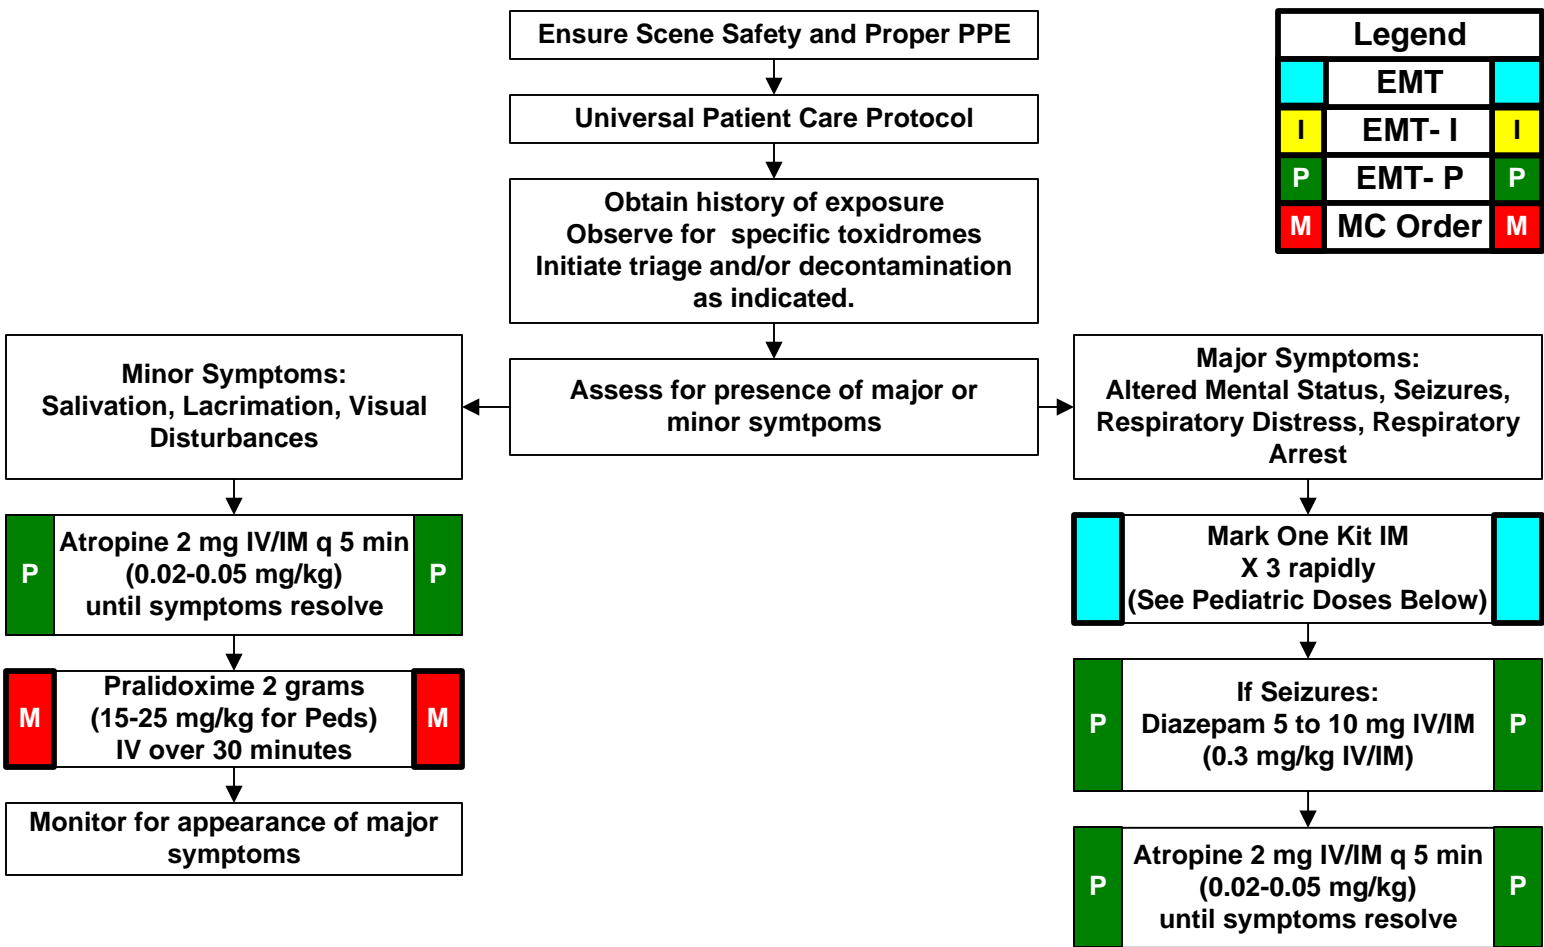 Ensure Scene Safety and Proper PPE
Universal Patient Care Protocol
Obtain history of exposure
Observe for specific toxidromes
Initiate triage and/or decontamination
as indicated.
Assess for presence of major or
minor symtpoms
Legend
EMT
I EMT- I I
P EMT- P P
M MC Order M
Minor Symptoms:
Salivation, Lacrimation, Visual
Disturbances
P
Atropine 2 mg IV/IM q 5 min
(0.02-0.05 mg/kg)
until symptoms resolve
P
M
Pralidoxime 2 grams
(15-25 mg/kg for Peds)
IV over 30 minutes
M
Monitor for appearance of major
symptoms
Major Symptoms:
Altered Mental Status, Seizures,
Respiratory Distress, Respiratory
Arrest
Mark One Kit IM
X 3 rapidly
(See Pediatric Doses Below)
P
If Seizures:
Diazepam 5 to 10 mg IV/IM
(0.3 mg/kg IV/IM)
P
P
Atropine 2 mg IV/IM q 5 min
(0.02-0.05 mg/kg)
until symptoms resolve
P